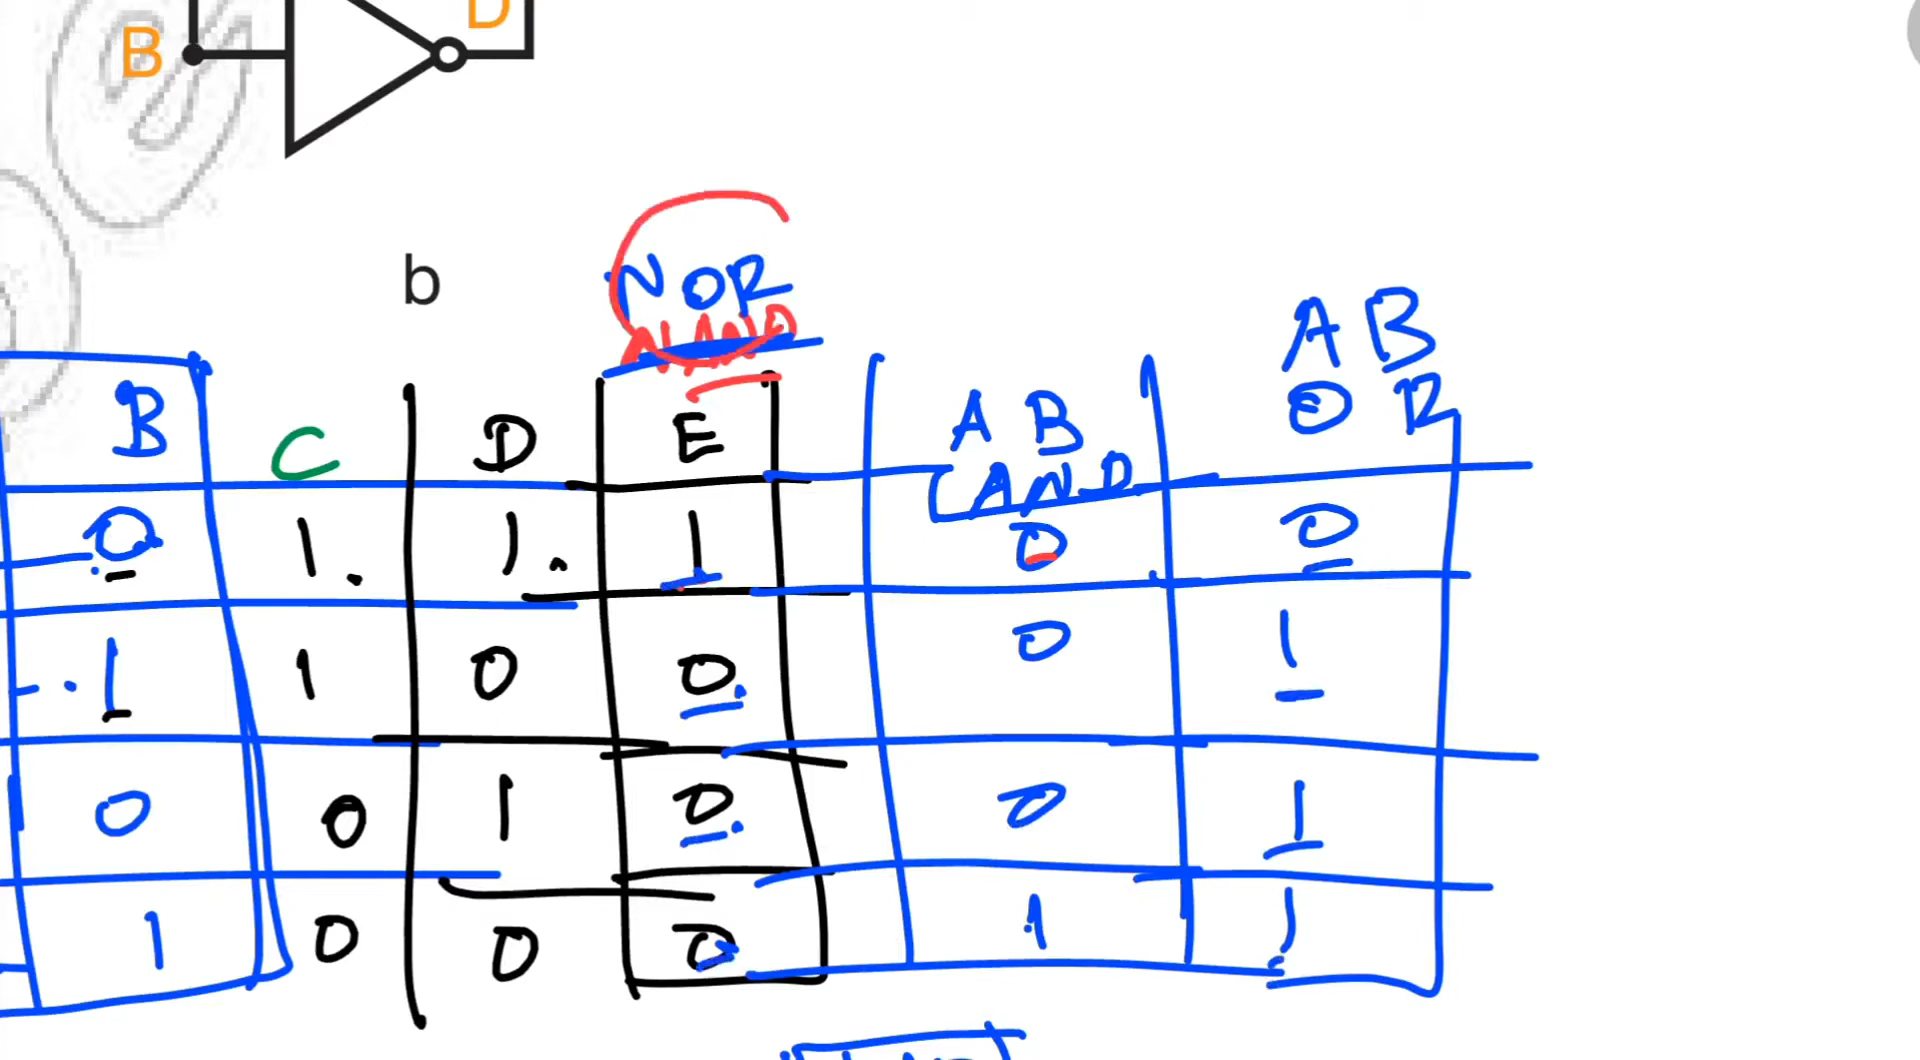 B D
b
NOR
NAND
A B
OR
B C D E A B
AND
0 1. 1. 1 0 0
1 1 0 0. 0 1
0 0 1 0. 0 1
1 0 0 0 1 1